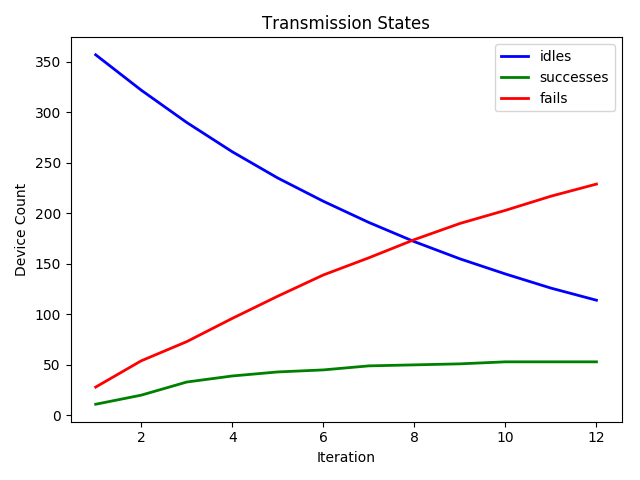 Transmission States
idles
successes
fails
Device Count
350
300
250
200
150
100
50
0
2 4 6 8 10 12
Iteration